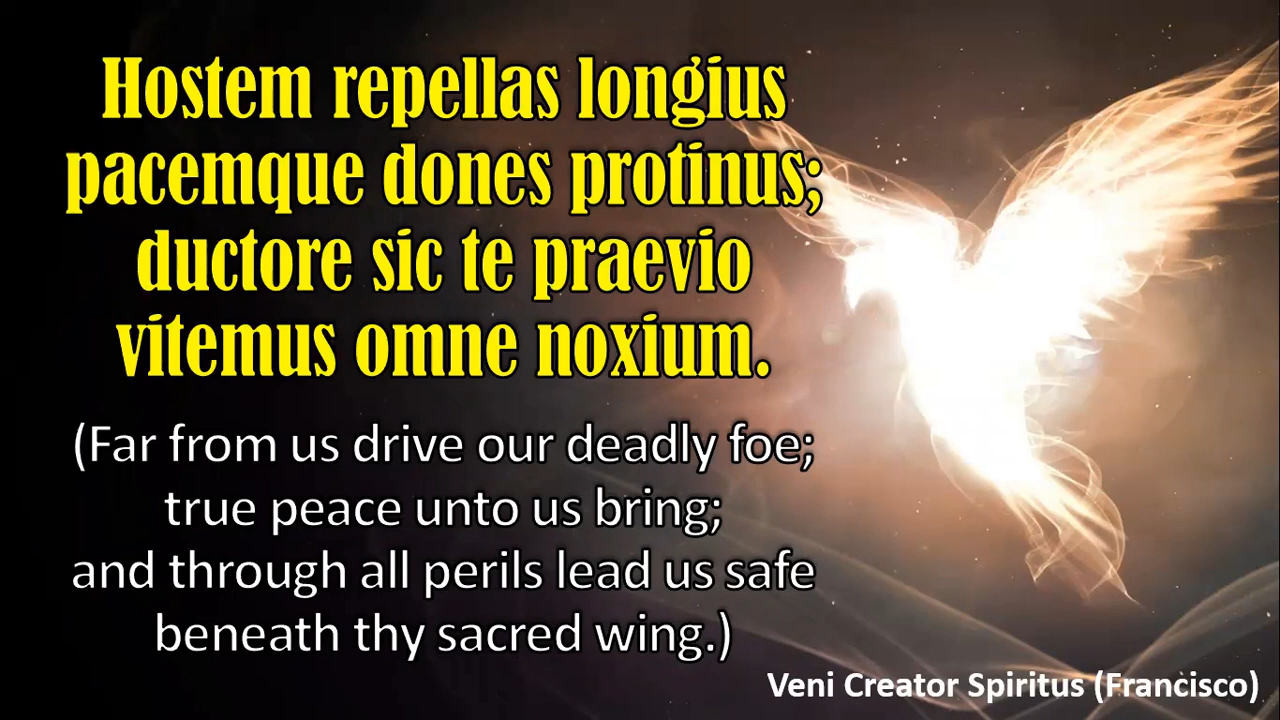 Hostem repellas longius
pacemque dones protinus;
ductore sic te praevio
vitemus omne noxium.
(Far from us drive our deadly foe;
true peace unto us bring;
and through all perils lead us safe
beneath thy sacred wing.)
Veni Creator Spiritus (Francisco)